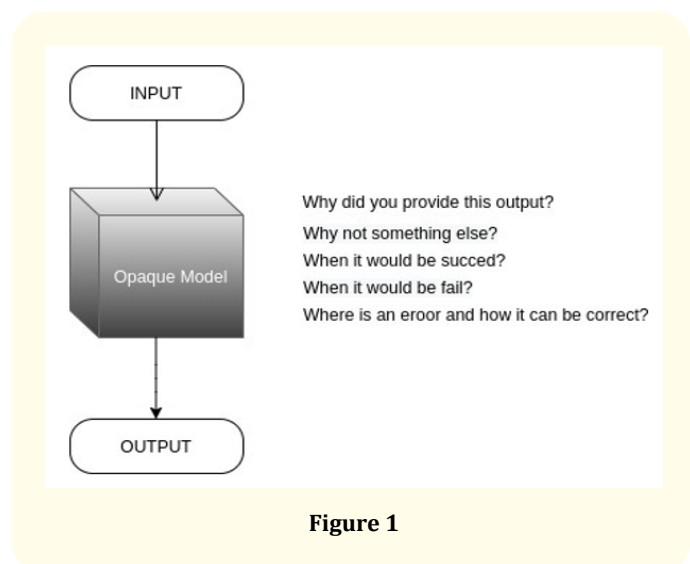 INPUT
Opaque Model
OUTPUT
Why did you provide this output?
Why not something else?
When it would be succed?
When it would be fail?
Where is an eroor and how it can be correct?
Figure 1